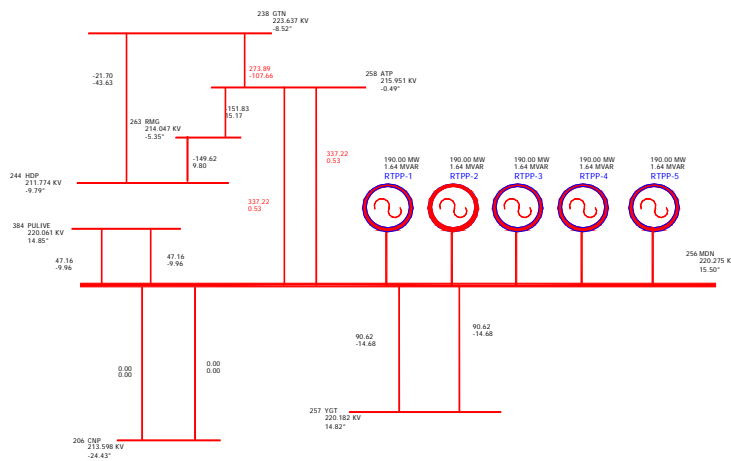 238 GTN
223.637 KV
-8.52°
-21.70
-43.63
273.89
-107.66
258 ATP
215.951 KV
-0.49°
-151.83
15.17
263 RMG
214.047 KV
-5.35°
-149.62
9.80
337.22
0.53
244 HDP
211.774 KV
-9.79°
337.22
0.53
190.00 MW
1.64 MVAR
RTPP-1
190.00 MW
1.64 MVAR
RTPP-2
190.00 MW
1.64 MVAR
RTPP-3
190.00 MW
1.64 MVAR
RTPP-4
190.00 MW
1.64 MVAR
RTPP-5
384 PULIVE
220.061 KV
14.85°
47.16
-9.96
47.16
-9.96
256 MDN
220.275 K
15.50°
90.62
-14.68
90.62
-14.68
0.00
0.00
0.00
0.00
257 YGT
220.182 KV
14.82°
206 CNP
213.598 KV
-24.43°